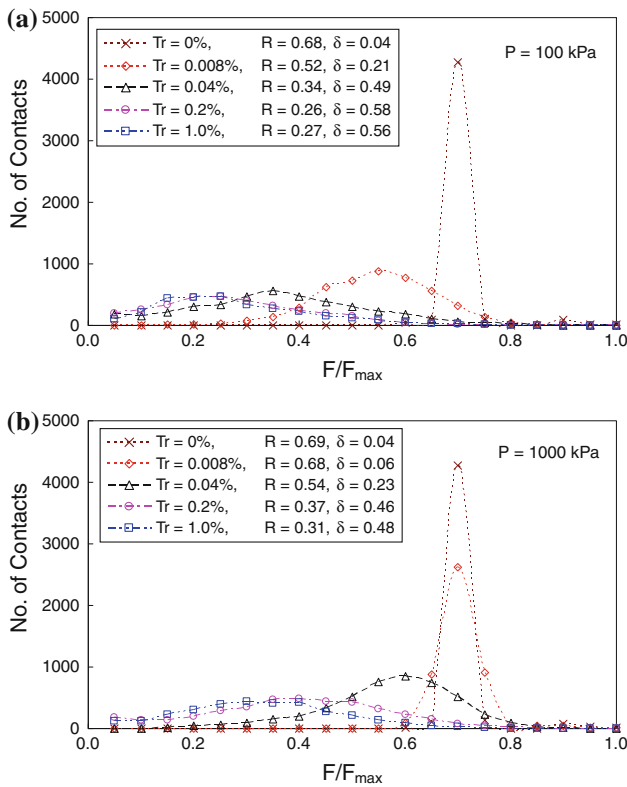 (a)
5000
4000
3000
2000
1000
0
No. of Contacts
Tr = 0%, R = 0.68, δ = 0.04
Tr = 0.008%, R = 0.52, δ = 0.21
Tr = 0.04%, R = 0.34, δ = 0.49
Tr = 0.2%, R = 0.26, δ = 0.58
Tr = 1.0%, R = 0.27, δ = 0.56
P = 100 kPa
0.0 0.2 0.4 0.6 0.8 1.0
F/Fmax
(b)
5000
4000
3000
2000
1000
0
No. of Contacts
Tr = 0%, R = 0.69, δ = 0.04
Tr = 0.008%, R = 0.68, δ = 0.06
Tr = 0.04%, R = 0.54, δ = 0.23
Tr = 0.2%, R = 0.37, δ = 0.46
Tr = 1.0%, R = 0.31, δ = 0.48
P = 1000 kPa
0.0 0.2 0.4 0.6 0.8 1.0
F/Fmax